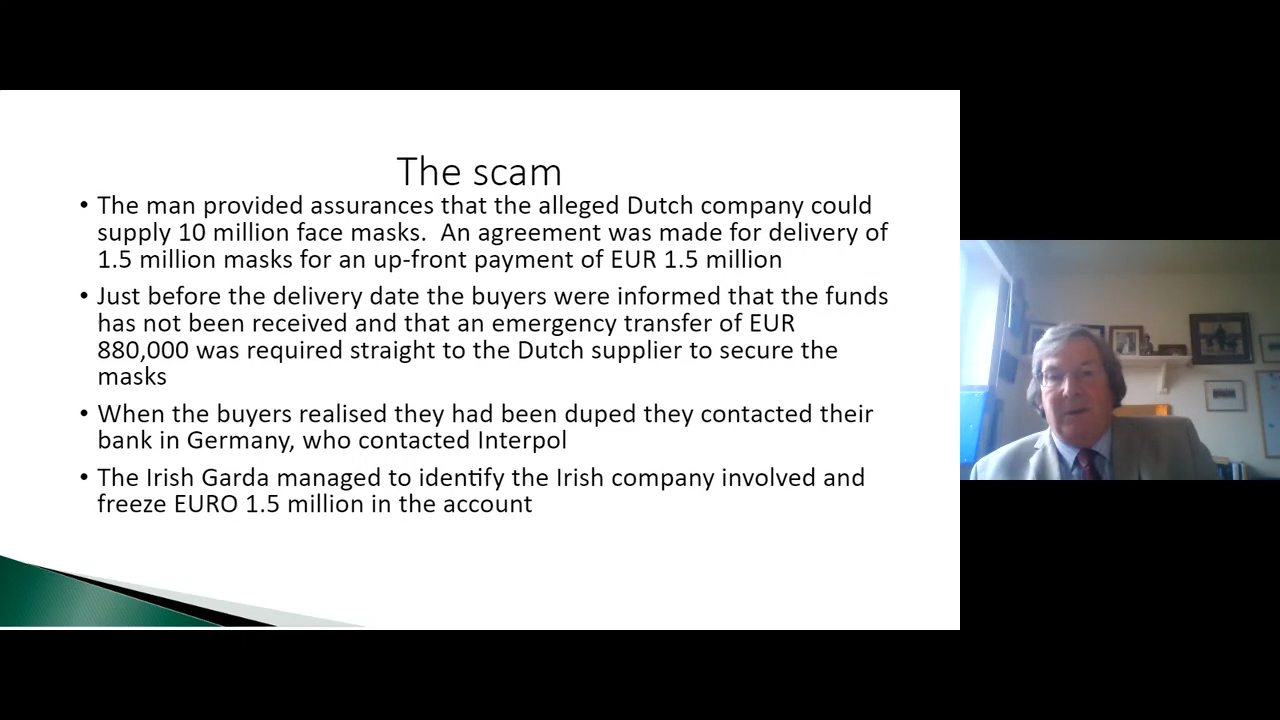 The scam
• The man provided assurances that the alleged Dutch company could
supply 10 million face masks.  An agreement was made for delivery of
1.5 million masks for an up-front payment of EUR 1.5 million
• Just before the delivery date the buyers were informed that the funds
has not been received and that an emergency transfer of EUR
880,000 was required straight to the Dutch supplier to secure the
masks
• When the buyers realised they had been duped they contacted their
bank in Germany, who contacted Interpol
• The Irish Garda managed to identify the Irish company involved and
freeze EURO 1.5 million in the account